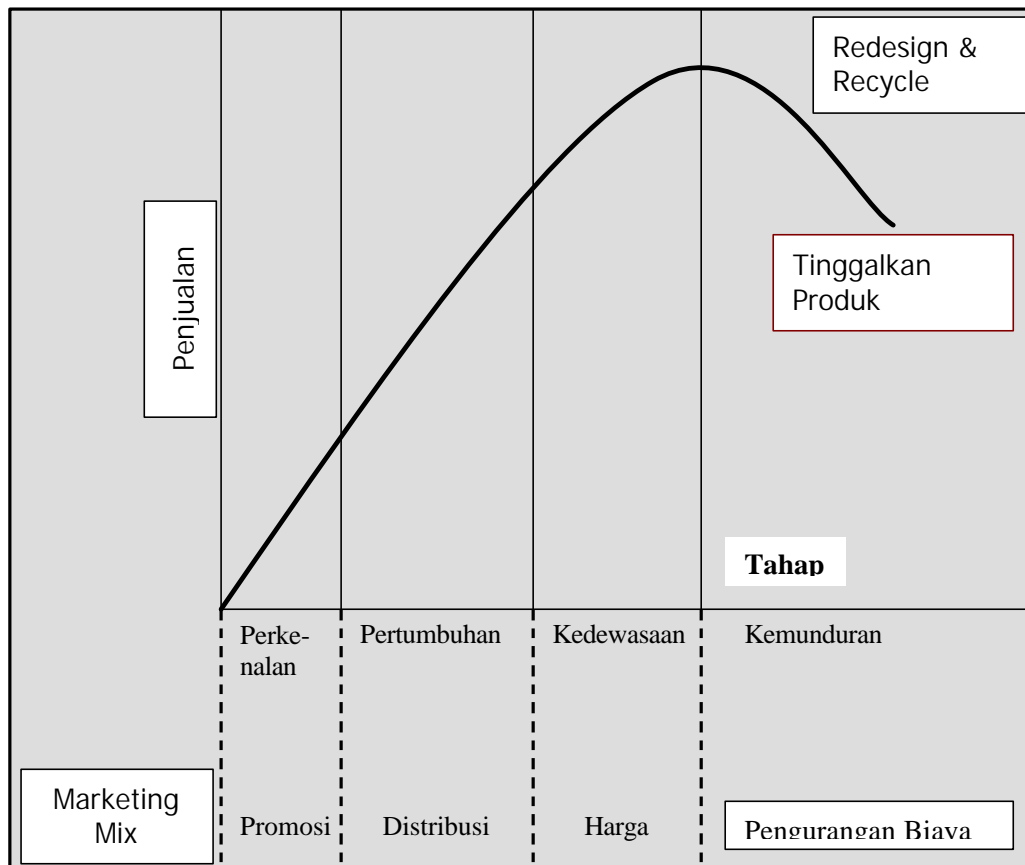 Redesign &
Recycle
Penjualan
Tinggalkan
Produk
Tahap
Perke-
nalan
Pertumbuhan
Kedewasaan
Kemunduran
Marketing
Mix
Promosi
Distribusi
Harga
Pengurangan Biaya